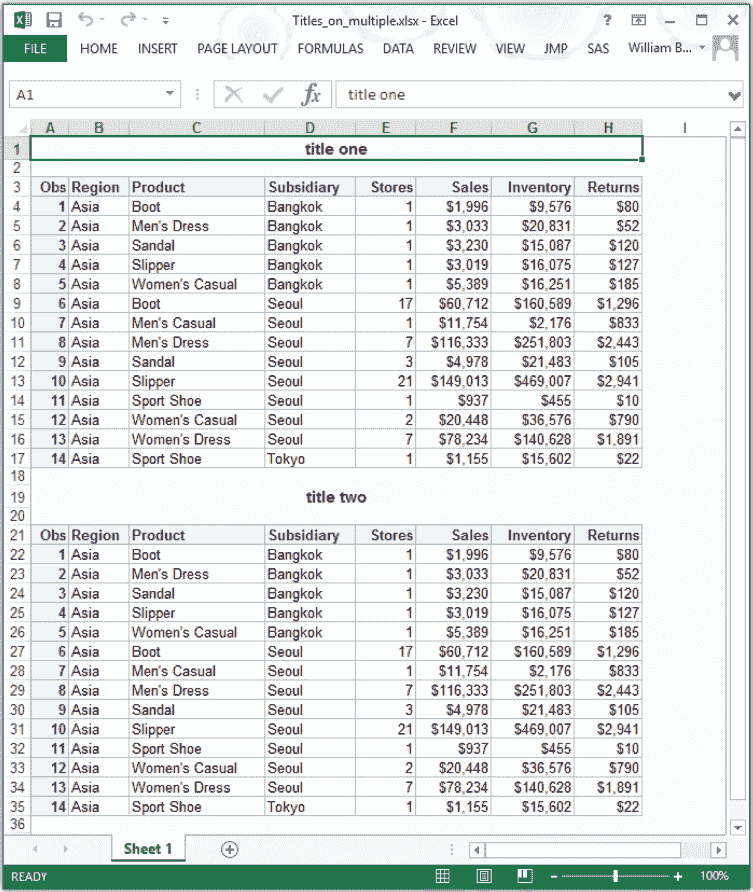 Titles_on_multiple.xlsx - Excel ?
FILE HOME INSERT PAGE LAYOUT FORMULAS DATA REVIEW VIEW JMP SAS William B...
A1 fx title one
A B C D E F G H I
1 title one
2
3 Obs Region Product Subsidiary Stores Sales Inventory Returns
4 1 Asia Boot Bangkok 1 $1,996 $9,576 $80
5 2 Asia Men's Dress Bangkok 1 $3,033 $20,831 $52
6 3 Asia Sandal Bangkok 1 $3,230 $15,087 $120
7 4 Asia Slipper Bangkok 1 $3,019 $16,075 $127
8 5 Asia Women's Casual Bangkok 1 $5,389 $16,251 $185
9 6 Asia Boot Seoul 17 $60,712 $160,589 $1,296
10 7 Asia Men's Casual Seoul 1 $11,754 $2,176 $833
11 8 Asia Men's Dress Seoul 7 $116,333 $251,803 $2,443
12 9 Asia Sandal Seoul 3 $4,978 $21,483 $105
13 10 Asia Slipper Seoul 21 $149,013 $469,007 $2,941
14 11 Asia Sport Shoe Seoul 1 $937 $455 $10
15 12 Asia Women's Casual Seoul 2 $20,448 $36,576 $790
16 13 Asia Women's Dress Seoul 7 $78,234 $140,628 $1,891
17 14 Asia Sport Shoe Tokyo 1 $1,155 $15,602 $22
18
19 title two
20
21 Obs Region Product Subsidiary Stores Sales Inventory Returns
22 1 Asia Boot Bangkok 1 $1,996 $9,576 $80
23 2 Asia Men's Dress Bangkok 1 $3,033 $20,831 $52
24 3 Asia Sandal Bangkok 1 $3,230 $15,087 $120
25 4 Asia Slipper Bangkok 1 $3,019 $16,075 $127
26 5 Asia Women's Casual Bangkok 1 $5,389 $16,251 $185
27 6 Asia Boot Seoul 17 $60,712 $160,589 $1,296
28 7 Asia Men's Casual Seoul 1 $11,754 $2,176 $833
29 8 Asia Men's Dress Seoul 7 $116,333 $251,803 $2,443
30 9 Asia Sandal Seoul 3 $4,978 $21,483 $105
31 10 Asia Slipper Seoul 21 $149,013 $469,007 $2,941
32 11 Asia Sport Shoe Seoul 1 $937 $455 $10
33 12 Asia Women's Casual Seoul 2 $20,448 $36,576 $790
34 13 Asia Women's Dress Seoul 7 $78,234 $140,628 $1,891
35 14 Asia Sport Shoe Tokyo 1 $1,155 $15,602 $22
36
Sheet 1
READY 100%